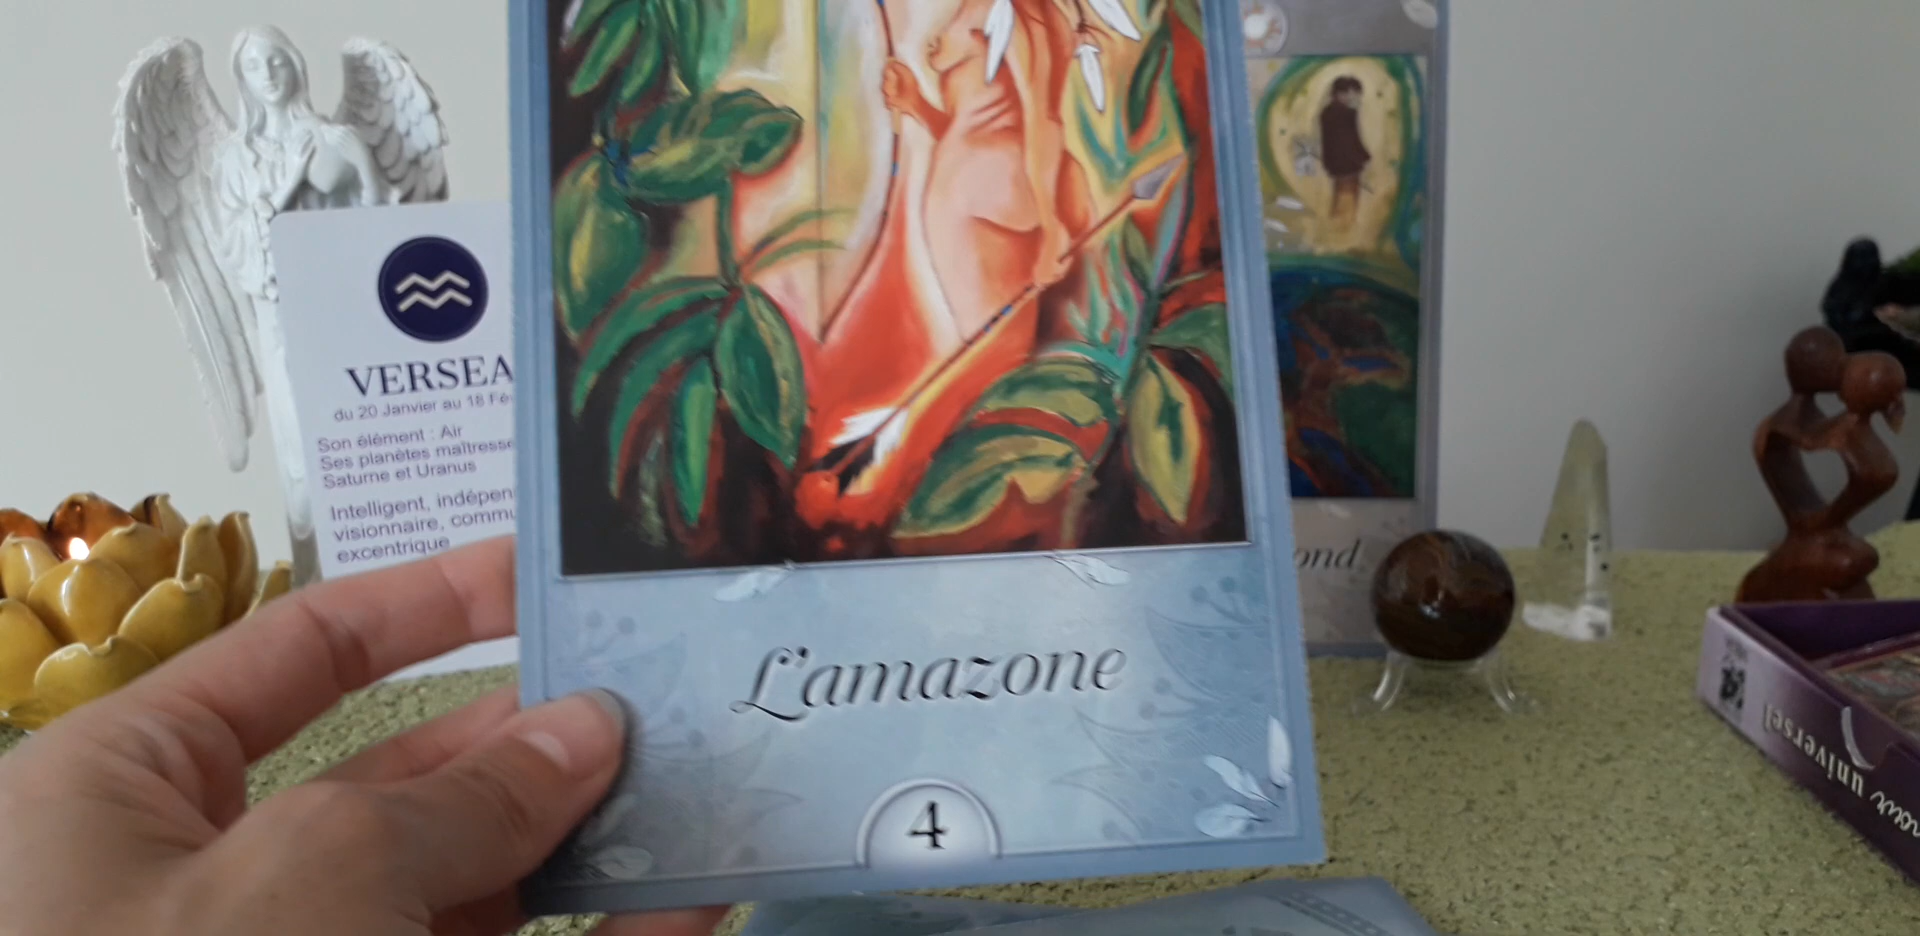 VERSEA
du 20 Janvier au 18 Fé
Son élément : Air
Ses planètes maîtresse
Saturne et Uranus
Intelligent, indépen
visionnaire, commu
excentrique
L'amazone
4
ond
our universel